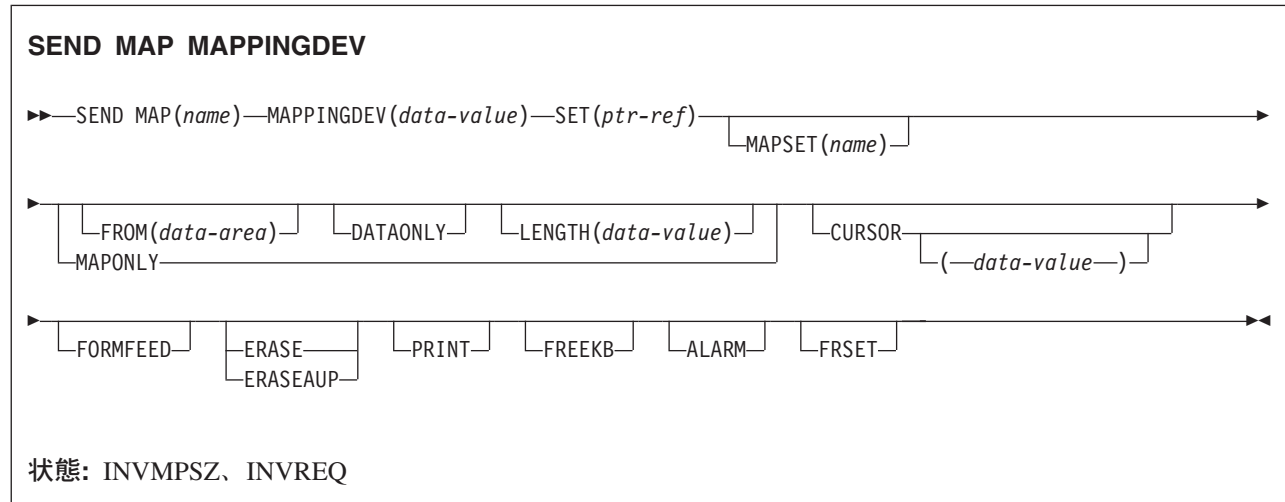 SEND MAP MAPPINGDEV
SEND MAP(name) MAPPINGDEV(data-value) SET(ptr-ref)
MAPSET(name)
FROM(data-area) DATAONLY LENGTH(data-value) CURSOR
MAPONLY ( data-value )
FORMFEED ERASE PRINT FREEKB ALARM FRSET
ERASEAUP
状態: INVMPSZ、INVREQ